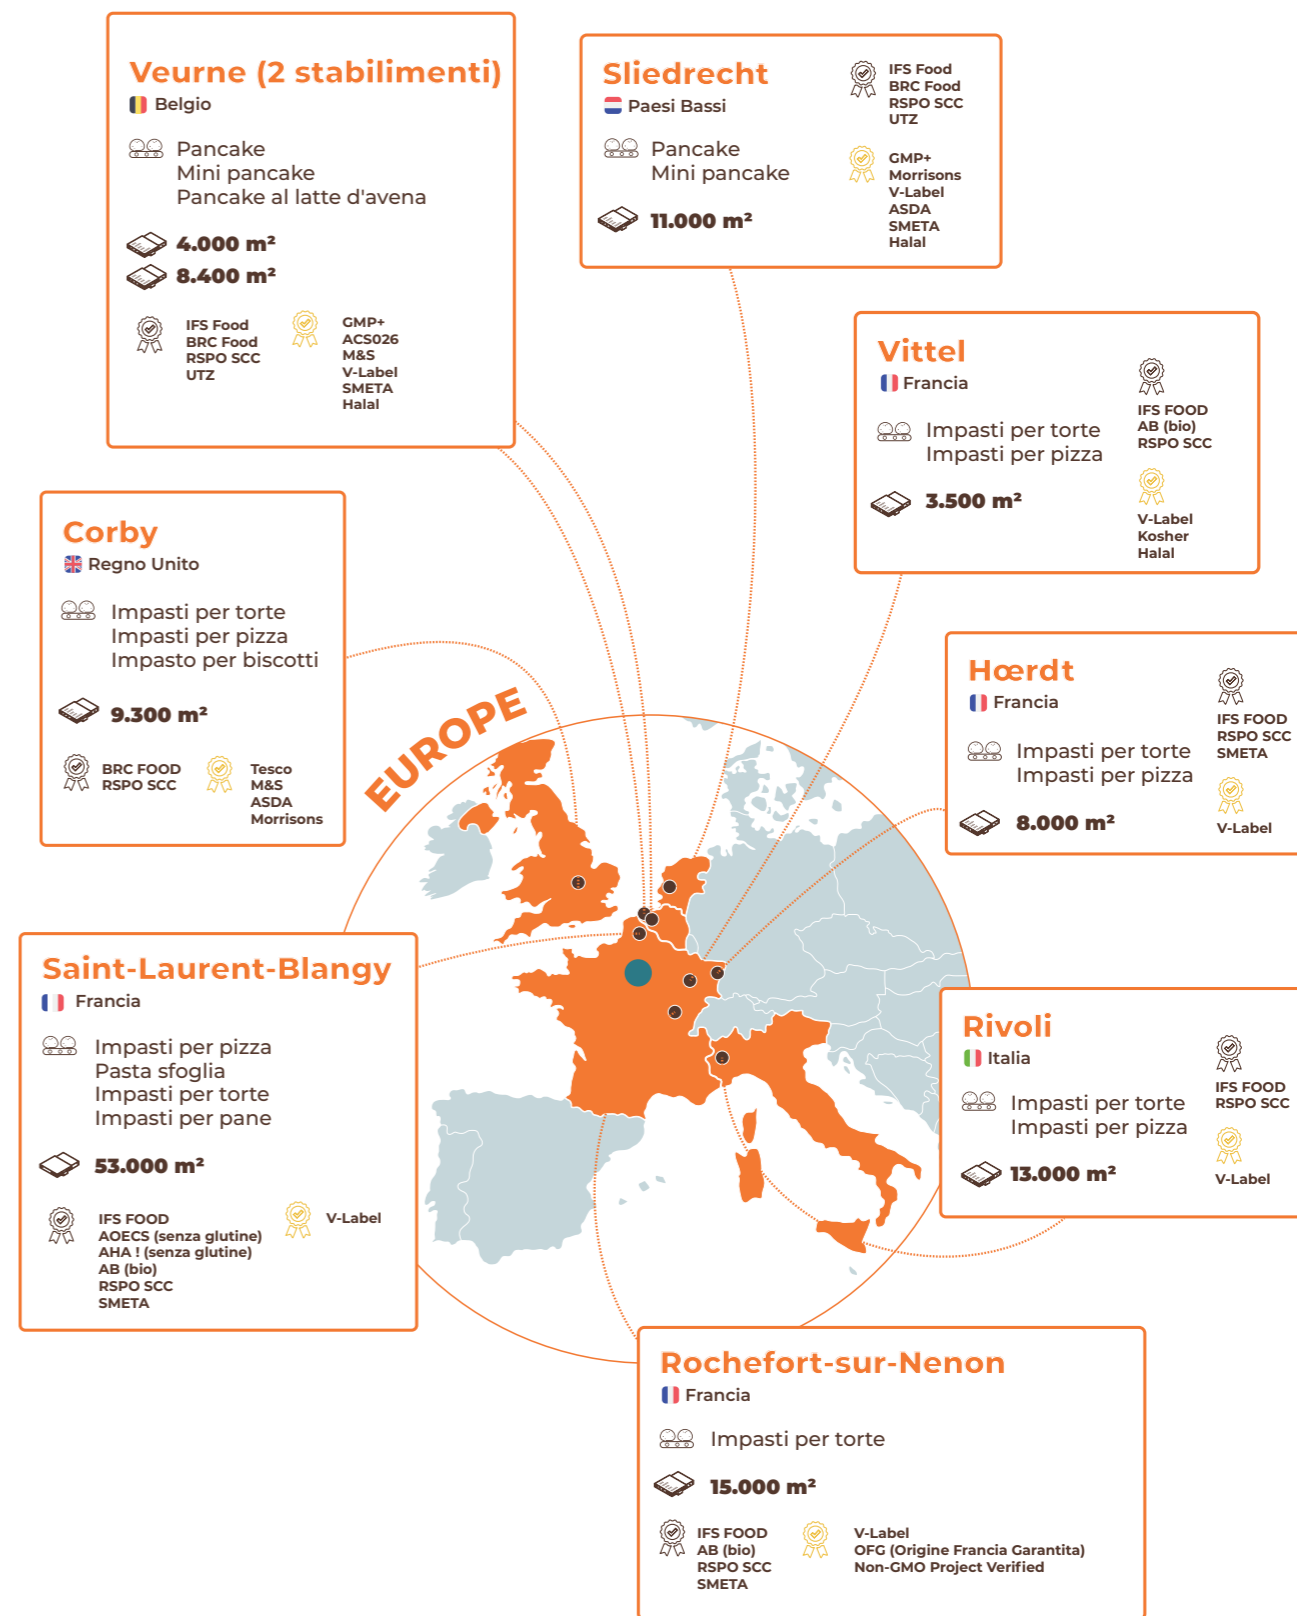 Veurne (2 stabilimenti)
Belgio
Pancake
Mini pancake
Pancake al latte d'avena
4.000 m²
8.400 m²
IFS Food
BRC Food
RSPO SCC
UTZ
GMP+
ACS026
M&S
V-Label
SMETA
Halal
Sliedrecht
Paesi Bassi
Pancake
Mini pancake
11.000 m²
IFS Food
BRC Food
RSPO SCC
UTZ
GMP+
Morrisons
V-Label
ASDA
SMETA
Halal
Vittel
Francia
Impasti per torte
Impasti per pizza
3.500 m²
IFS FOOD
AB (bio)
RSPO SCC
V-Label
Kosher
Halal
Corby
Regno Unito
Impasti per torte
Impasti per pizza
Impasto per biscotti
9.300 m²
BRC FOOD
RSPO SCC
Tesco
M&S
ASDA
Morrisons
EUROPE
Hœrdt
Francia
Impasti per torte
Impasti per pizza
8.000 m²
IFS FOOD
RSPO SCC
SMETA
V-Label
Saint-Laurent-Blangy
Francia
Impasti per pizza
Pasta sfoglia
Impasti per torte
Impasti per pane
53.000 m²
IFS FOOD
AOECS (senza glutine)
AHA ! (senza glutine)
AB (bio)
RSPO SCC
SMETA
V-Label
Rivoli
Italia
Impasti per torte
Impasti per pizza
13.000 m²
IFS FOOD
RSPO SCC
V-Label
Rochefort-sur-Nenon
Francia
Impasti per torte
15.000 m²
IFS FOOD
AB (bio)
RSPO SCC
SMETA
V-Label
OFG (Origine Francia Garantita)
Non-GMO Project Verified